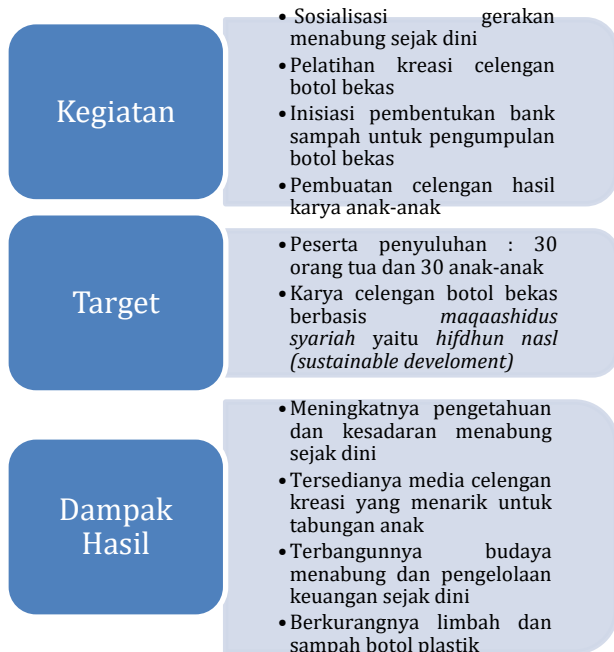 Kegiatan
• Sosialisasi gerakan
menabung sejak dini
• Pelatihan kreasi celengan
botol bekas
• Inisiasi pembentukan bank
sampah untuk pengumpulan
botol bekas
• Pembuatan celengan hasil
karya anak-anak
Target
• Peserta penyuluhan : 30
orang tua dan 30 anak-anak
• Karya celengan botol bekas
berbasis maqaashidus
syariah yaitu hifdhun nasl
(sustainable develoment)
Dampak
Hasil
• Meningkatnya pengetahuan
dan kesadaran menabung
sejak dini
• Tersedianya media celengan
kreasi yang menarik untuk
tabungan anak
• Terbangunnya budaya
menabung dan pengelolaan
keuangan sejak dini
• Berkurangnya limbah dan
sampah botol plastik